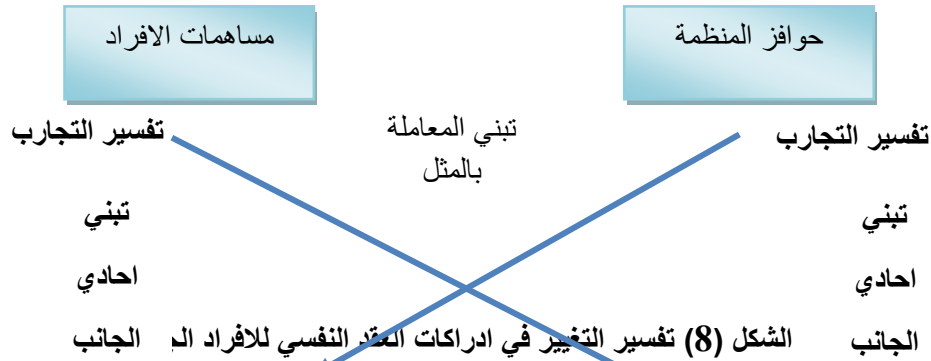 حوافز المنظمة
مساهمات الافراد
تفسير التجارب
تبني المعاملة
بالمثل
تفسير التجارب
تبني
تبني
احادي
احادي
الجانب
الشكل (8) تفسير التغيير في ادراكات العقد النفسي للافراد
الجانب